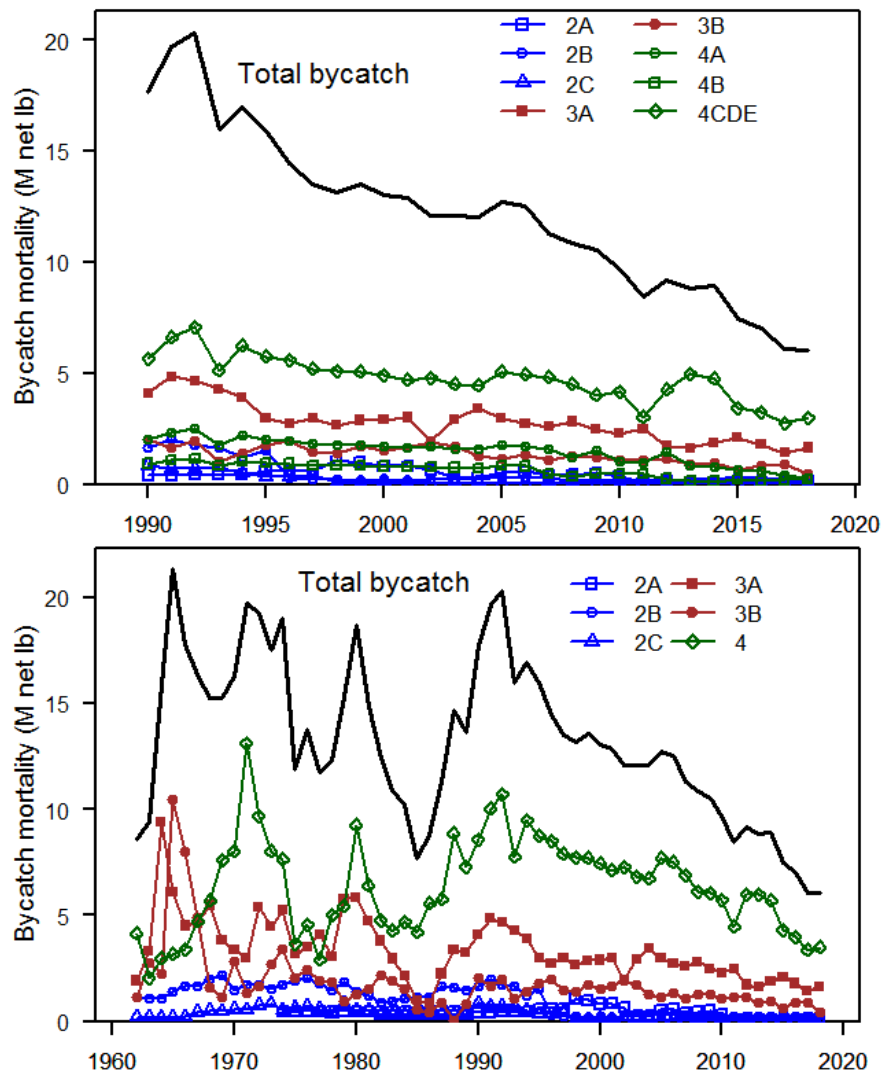 20
15
10
5
0
Bycatch mortality (M net lb)
Total bycatch
2A
2B
2C
3A
3B
4A
4B
4CDE
1990
1995
2000
2005
2010
2015
2020
20
15
10
5
0
Bycatch mortality (M net lb)
Total bycatch
2A
2B
2C
3A
3B
4
1960
1970
1980
1990
2000
2010
2020